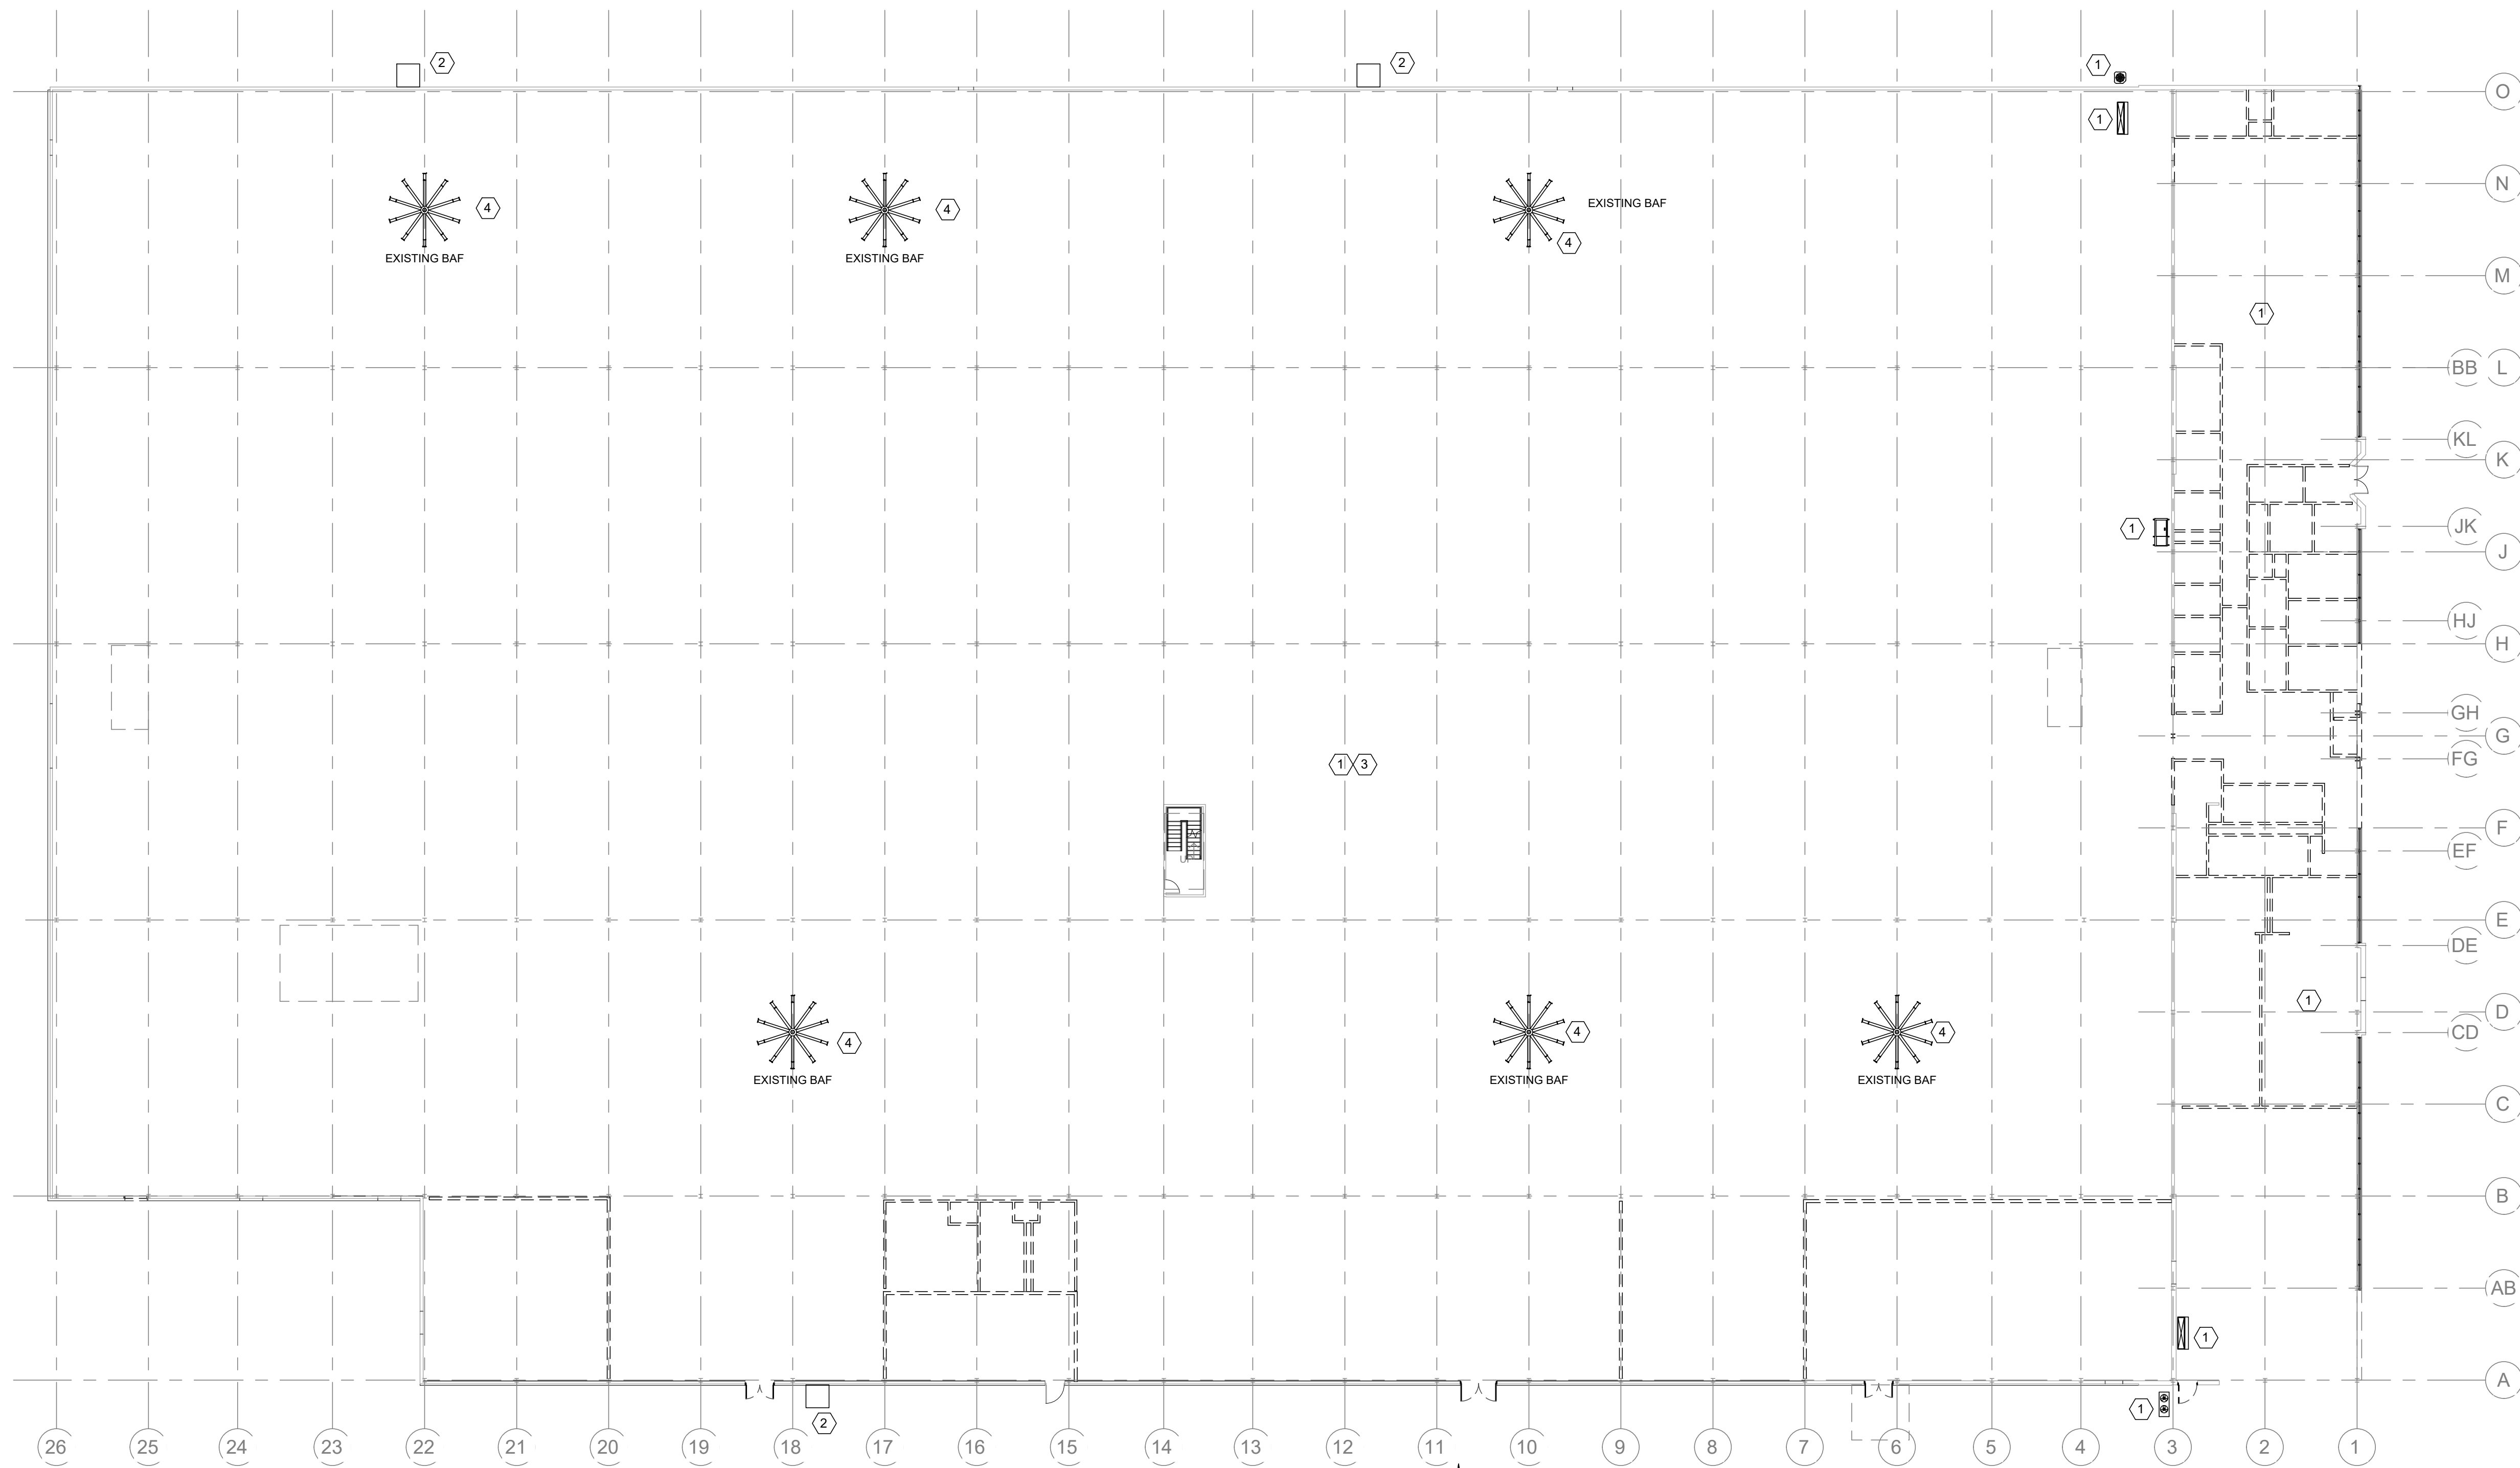 2
2
1
O
1
N
4
4
EXISTING BAF
4
EXISTING BAF
EXISTING BAF
M
1
BB L
KL
K
1
JK
J
HJ
H
GH
G
1 3
FG
F
EF
E
DE
1
D
4
4
4
CD
EXISTING BAF
EXISTING BAF
EXISTING BAF
C
B
AB
1
A
2
1
26 25 24 23 22 21 20 19 18 17 16 15 14 13 12 11 10 9 8 7 6 5 4 3 2 1